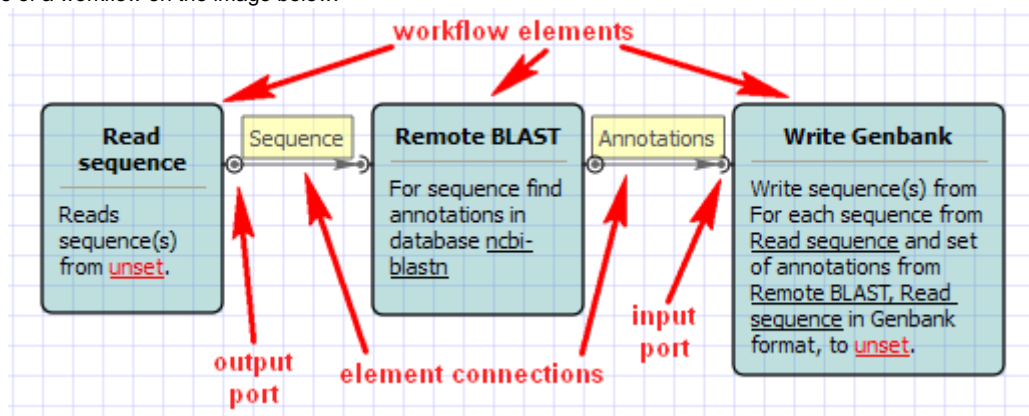 workflow elements
Read
sequence
Reads
sequence(s)
from unset.
Sequence
Remote BLAST
For sequence find
annotations in
database ncbi-
blastn
Annotations
Write Genbank
Write sequence(s) from
For each sequence from
Read sequence and set
of annotations from
Remote BLAST, Read
sequence in Genbank
format, to unset.
output
port
element connections
input
port